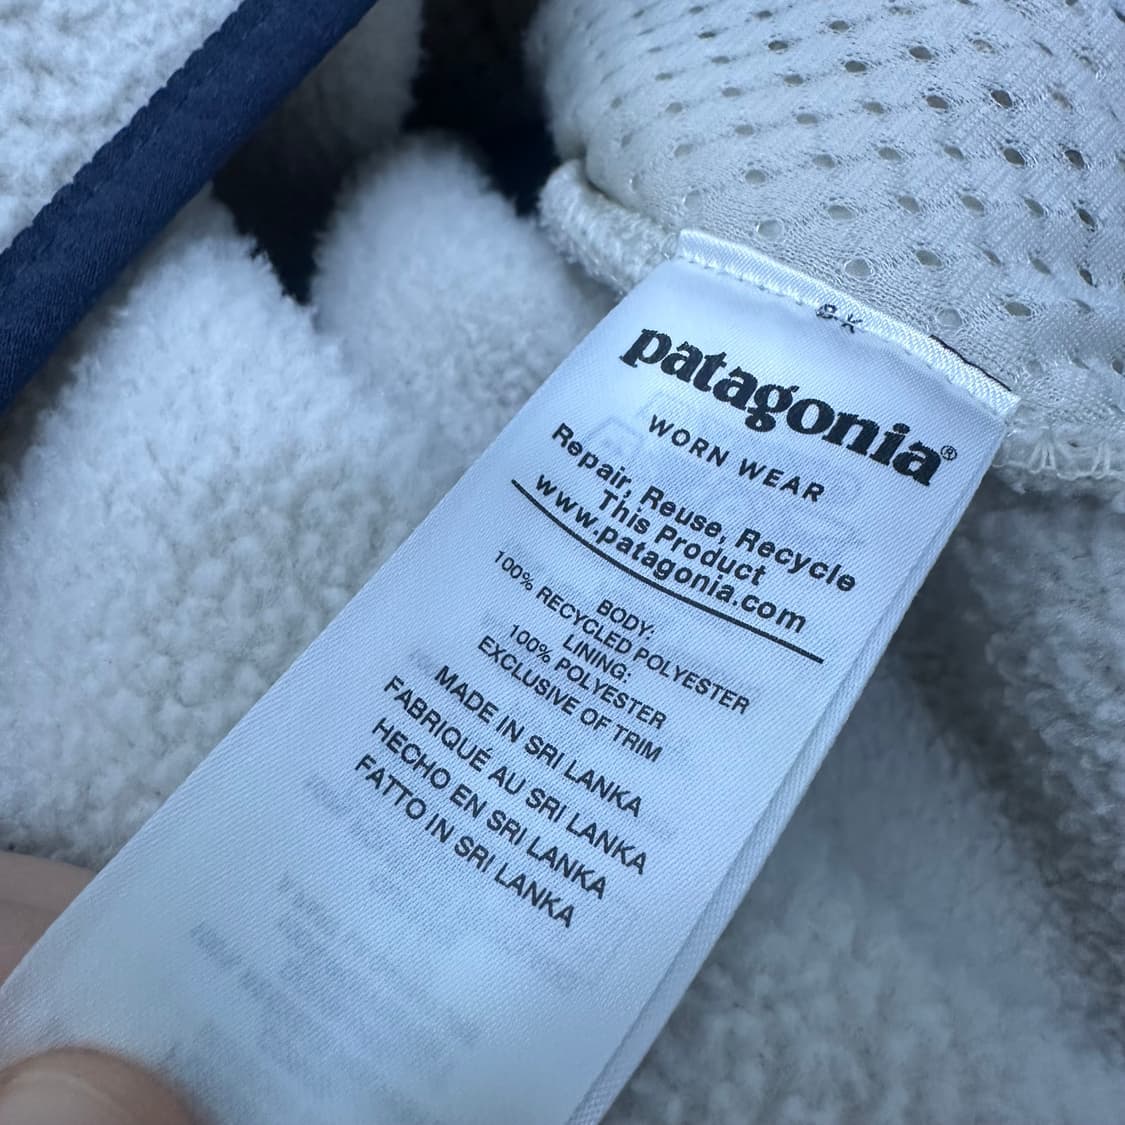 patagonia®
WORN WEAR
Repair, Reuse, Recycle
This Product
www.patagonia.com
BODY:
100% RECYCLED POLYESTER
LINING:
100% POLYESTER
EXCLUSIVE OF TRIM
MADE IN SRI LANKA
FABRIQUÉ AU SRI LANKA
HECHO EN SRI LANKA
FATTO IN SRI LANKA